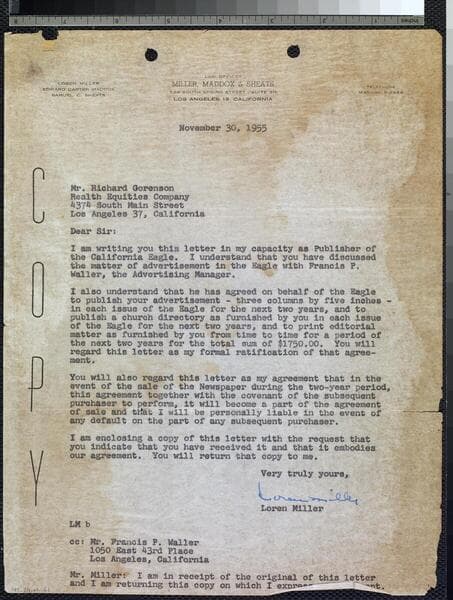 LOREN MILLER
EDWARD CARTER MADDOX
SAMUEL C. SHEATS
LAW OFFICES
MILLER, MADDOX & SHEATS
LOS ANGELES 13, CALIFORNIA
TELEPHONE
November 30, 1955
COPY
Mr. Richard Gorenson
Realth Equities Company
4374 South Main Street
Los Angeles 37, California
Dear Sir:
I am writing you this letter in my capacity as Publisher of
the California Eagle. I understand that you have discussed
the matter of advertisement in the Eagle with Francis P.
Waller, the Advertising Manager.
I also understand that he has agreed on behalf of the Eagle
to publish your advertisement - three columns by five inches -
in each issue of the Eagle for the next two years, and to
publish a church directory as furnished by you in each issue
of the Eagle for the next two years, and to print editorial
matter as furnished by you from time to time for a period of
the next two years for the total sum of $1750.00. You will
regard this letter as my formal ratification of that agree-
ment.
You will also regard this letter as my agreement that in the
event of the sale of the Newspaper during the two-year period,
this agreement together with the covenant of the subsequent
purchaser to perform, it will become a part of the agreement
of sale and that I will be personally liable in the event of
any default on the part of any subsequent purchaser.
I am enclosing a copy of this letter with the request that
you indicate that you have received it and that it embodies
our agreement. You will return that copy to me.
Very truly yours,
Loren Miller
Loren Miller
LM b
cc: Mr. Francis P. Waller
1050 East 43rd Place
Los Angeles, California
Mr. Miller: I am in receipt of the original of this letter
and I am returning this copy on which I